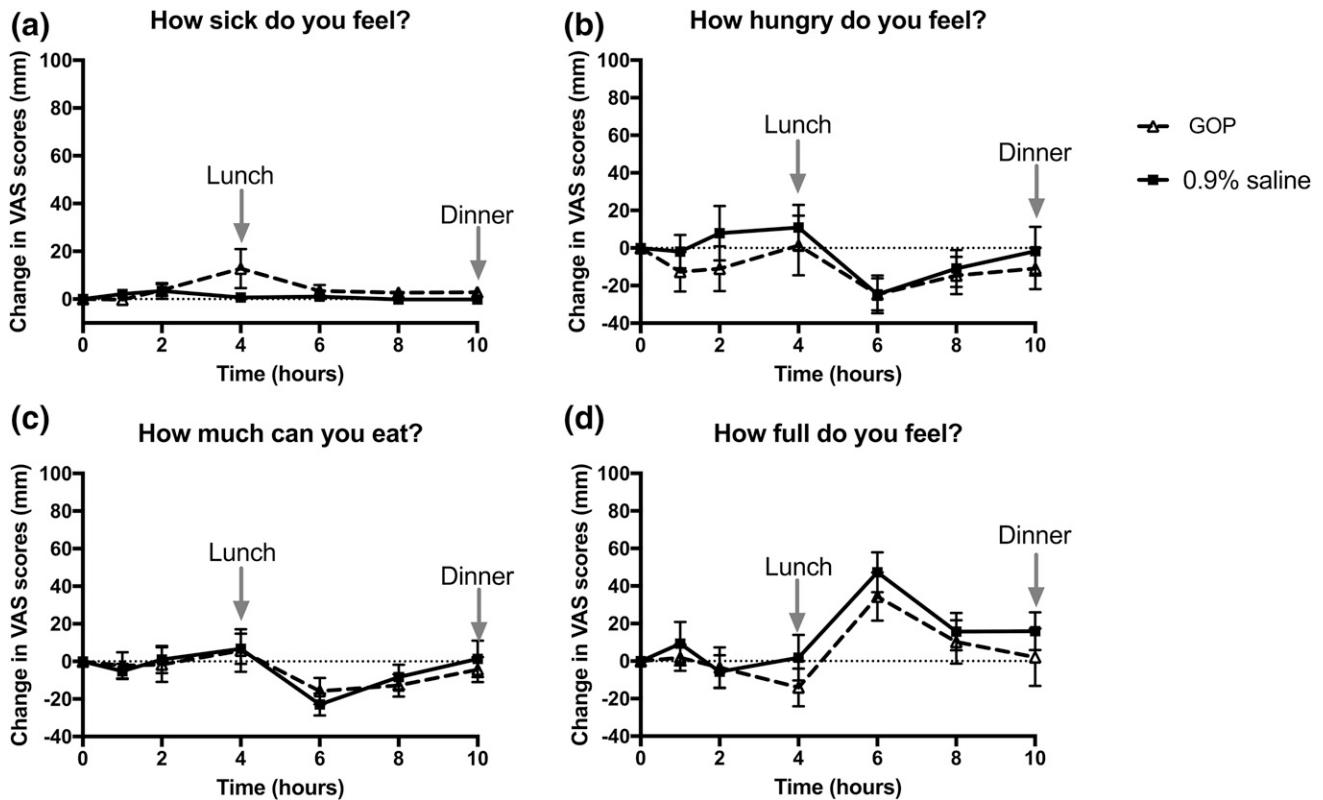 (a) How sick do you feel?
Change in VAS scores (mm)
100
80
60
40
20
0
Lunch
Dinner
0 2 4 6 8 10
Time (hours)
(b) How hungry do you feel?
Change in VAS scores (mm)
100
80
60
40
20
0
-20
-40
Lunch
Dinner
0 2 4 6 8 10
Time (hours)
GOP
0.9% saline
(c) How much can you eat?
Change in VAS scores (mm)
100
80
60
40
20
0
-20
-40
Lunch
Dinner
0 2 4 6 8 10
Time (hours)
(d) How full do you feel?
Change in VAS scores (mm)
100
80
60
40
20
0
-20
-40
Lunch
Dinner
0 2 4 6 8 10
Time (hours)